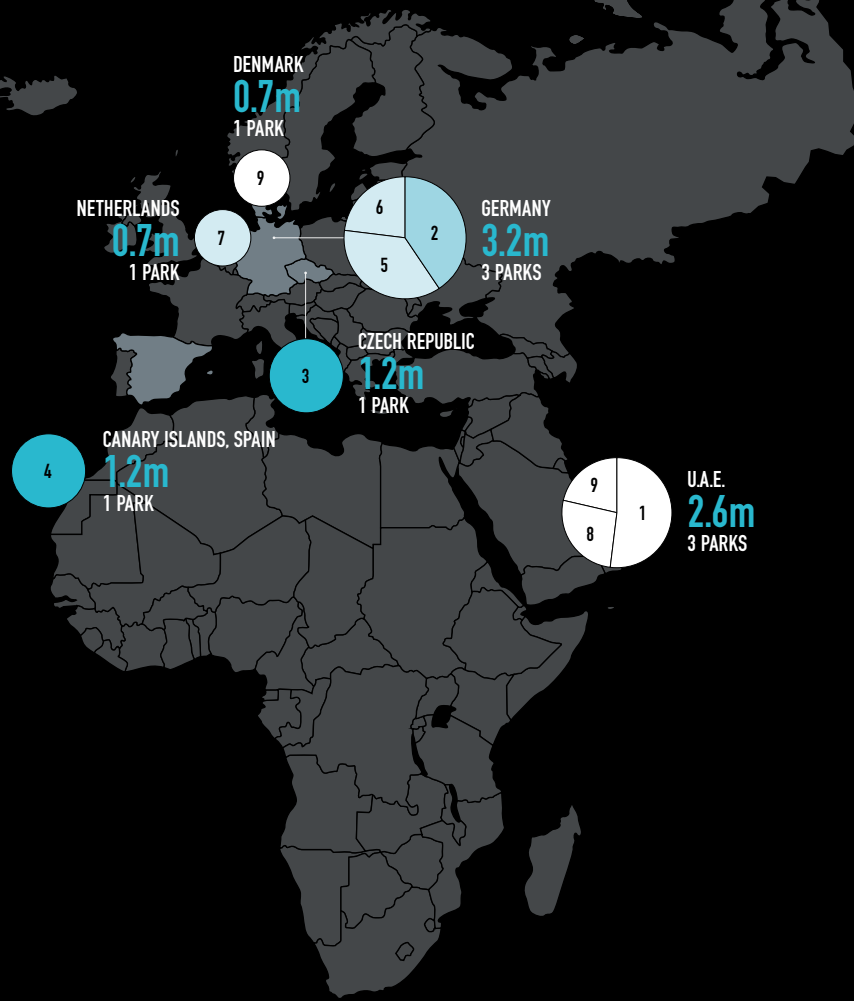 DENMARK
0.7m
1 PARK
9
NETHERLANDS
0.7m
1 PARK
7
6
2
5
GERMANY
3.2m
3 PARKS
CZECH REPUBLIC
1.2m
1 PARK
3
CANARY ISLANDS, SPAIN
1.2m
1 PARK
4
9
1
8
U.A.E.
2.6m
3 PARKS